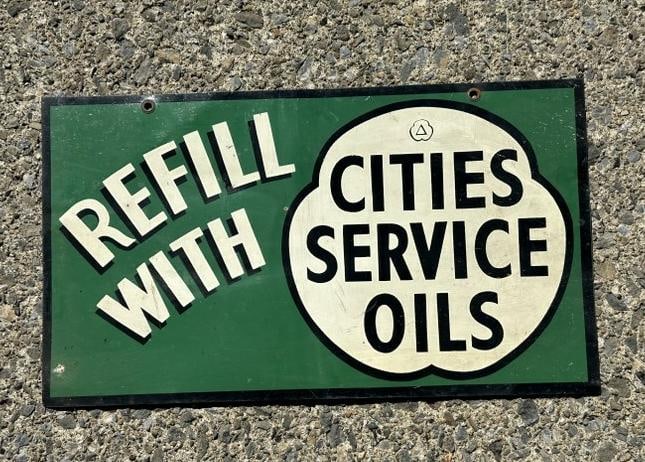 REFILL
WITH
CITIES
SERVICE
OILS